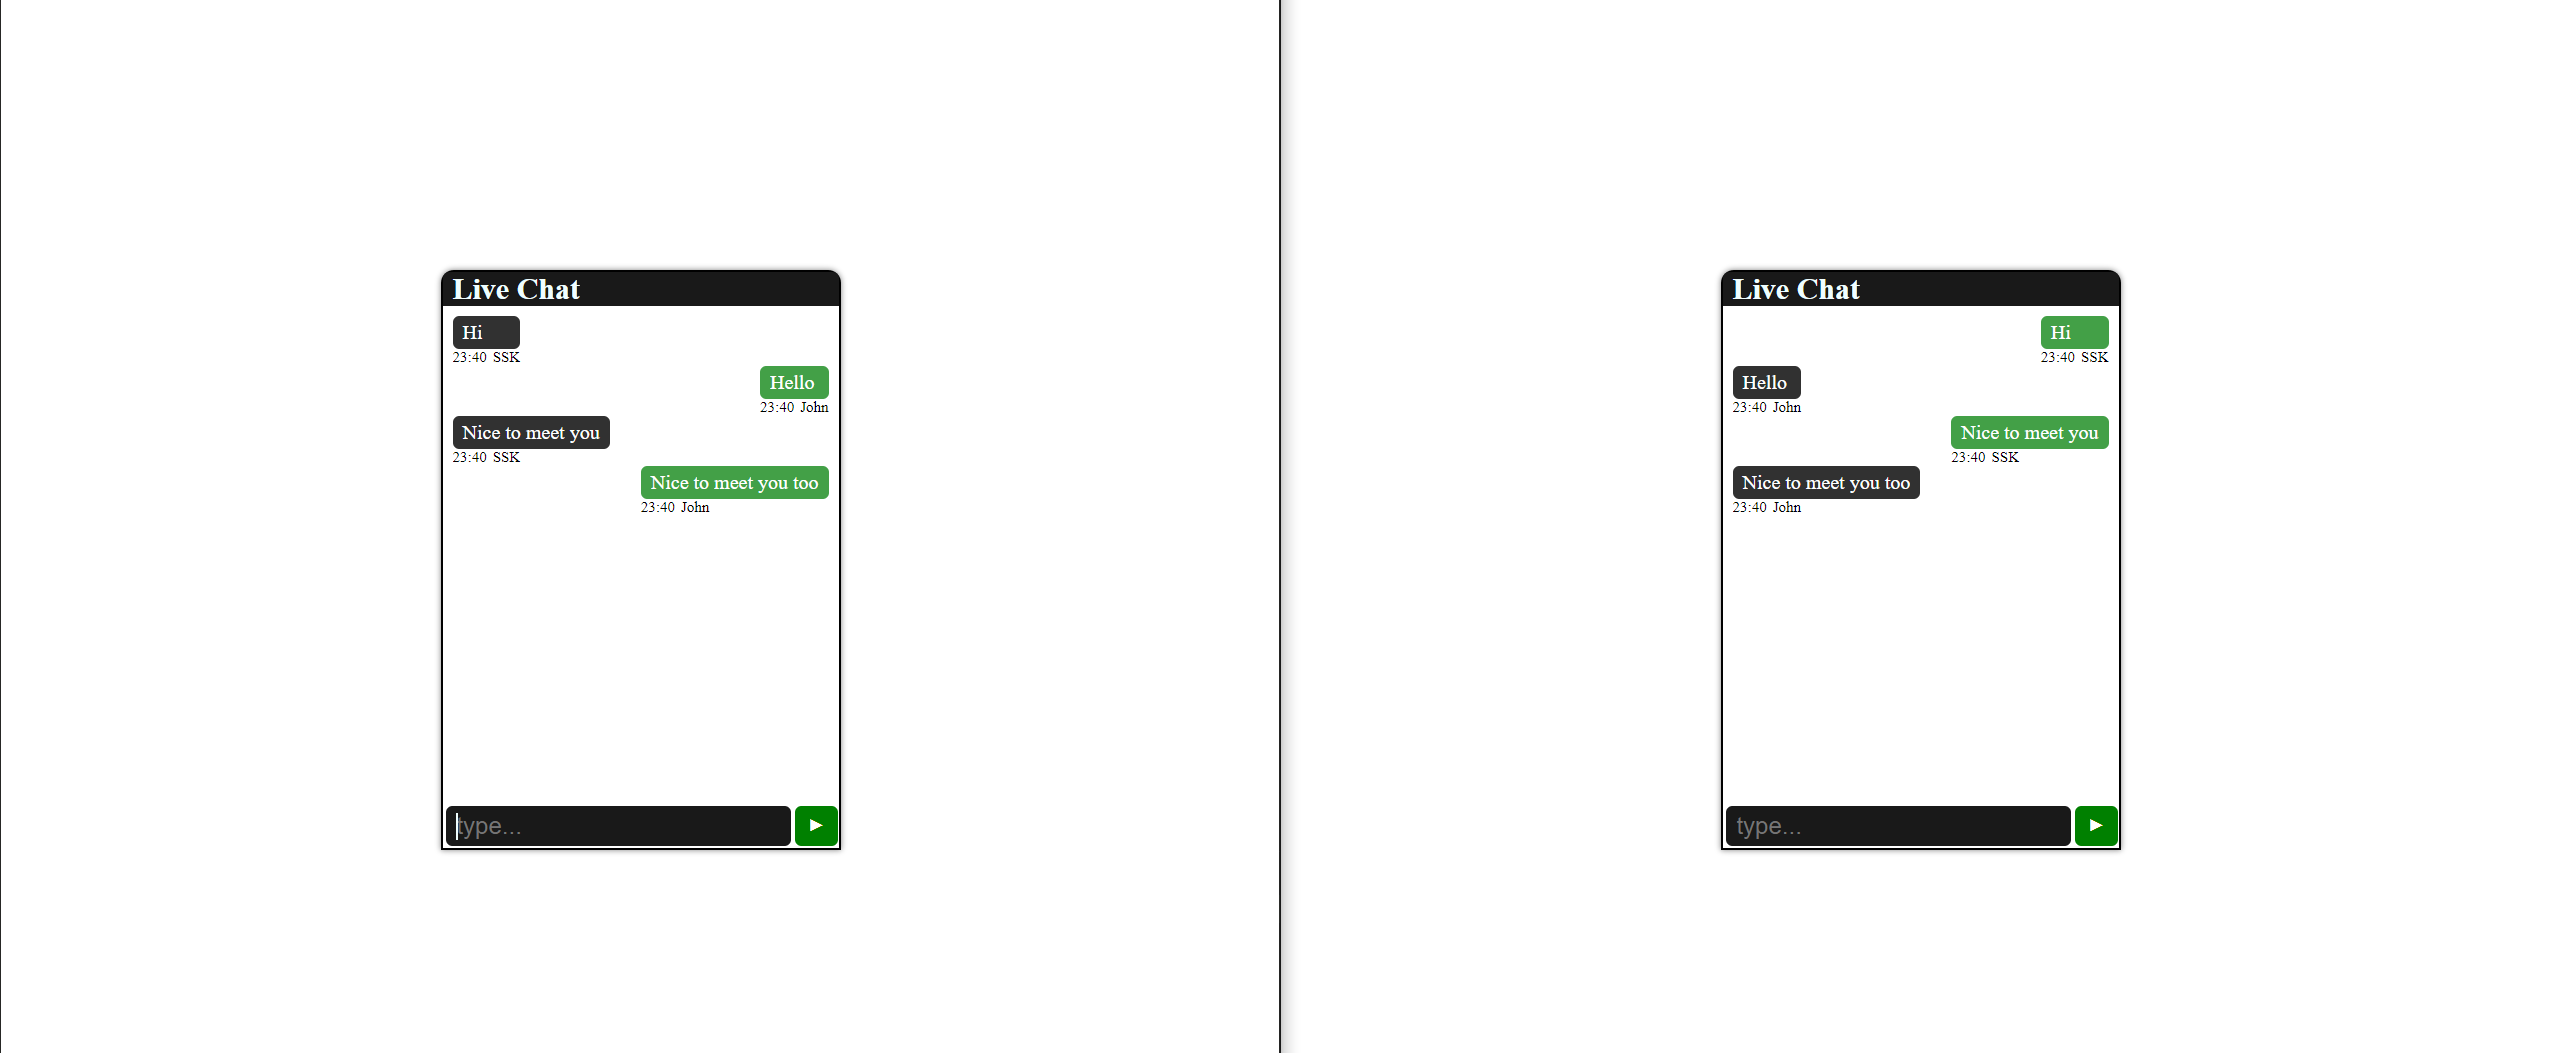 Live Chat
Hi
23:40 SSK
Hello
23:40 John
Nice to meet you
23:40 SSK
Nice to meet you too
23:40 John
type...
Live Chat
Hi
23:40 SSK
Hello
23:40 John
Nice to meet you
23:40 SSK
Nice to meet you too
23:40 John
type...